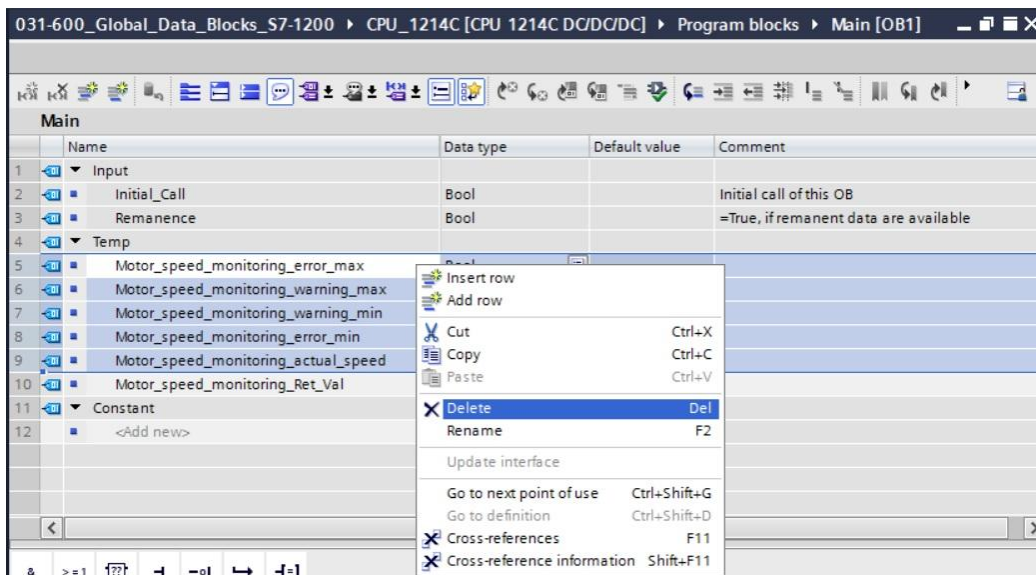 031-600_Global_Data_Blocks_S7-1200 ▸ CPU_1214C [CPU 1214C DC/DC/DC] ▸ Program blocks ▸ Main [OB1]
Main
Name Data type Default value Comment
1 Input
2 Initial_Call Bool Initial call of this OB
3 Remanence Bool =True, if remanent data are available
4 Temp
5 Motor_speed_monitoring_error_max
6 Motor_speed_monitoring_warning_max
7 Motor_speed_monitoring_warning_min
8 Motor_speed_monitoring_error_min
9 Motor_speed_monitoring_actual_speed
10 Motor_speed_monitoring_Ret_Val
11 Constant
12 <Add new>
Insert row
Add row
Cut Ctrl+X
Copy Ctrl+C
Paste Ctrl+V
Delete Del
Rename F2
Update interface
Go to next point of use Ctrl+Shift+G
Go to definition Ctrl+Shift+D
Cross-references F11
Cross-reference information Shift+F11
& >=1 ?? -| -o| ↦ -[=]